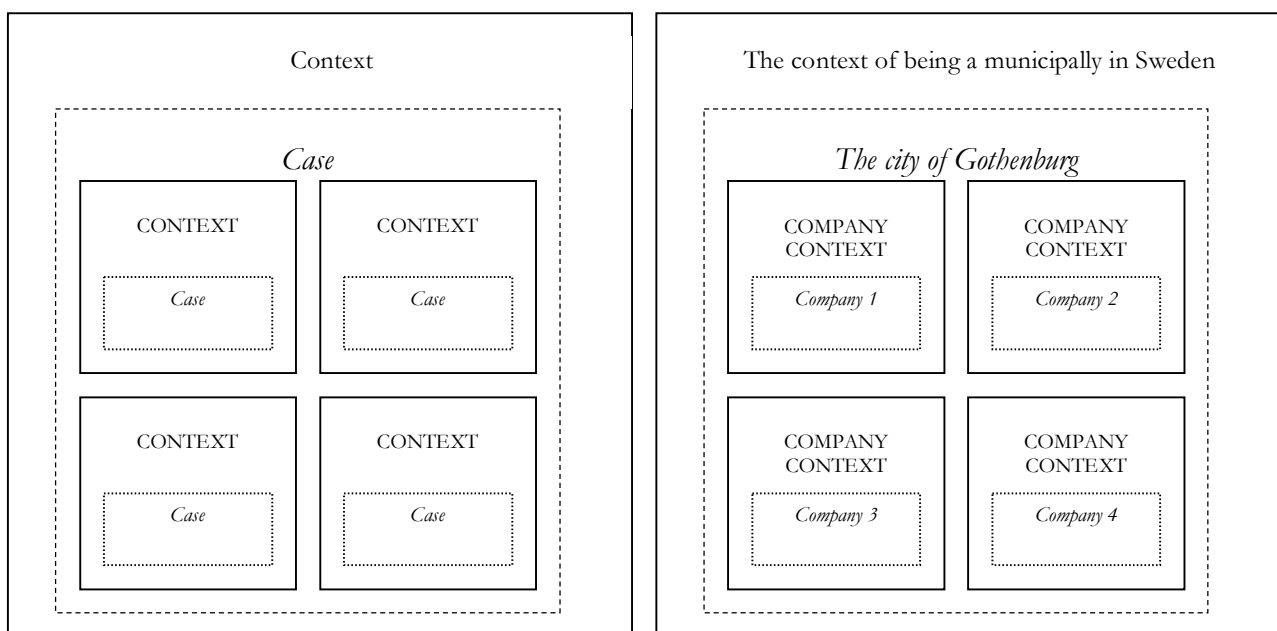 Context
Case
CONTEXT
CONTEXT
Case
Case
CONTEXT
CONTEXT
Case
Case
The context of being a municipally in Sweden
The city of Gothenburg
COMPANY
CONTEXT
COMPANY
CONTEXT
Company 1
Company 2
COMPANY
CONTEXT
COMPANY
CONTEXT
Company 3
Company 4